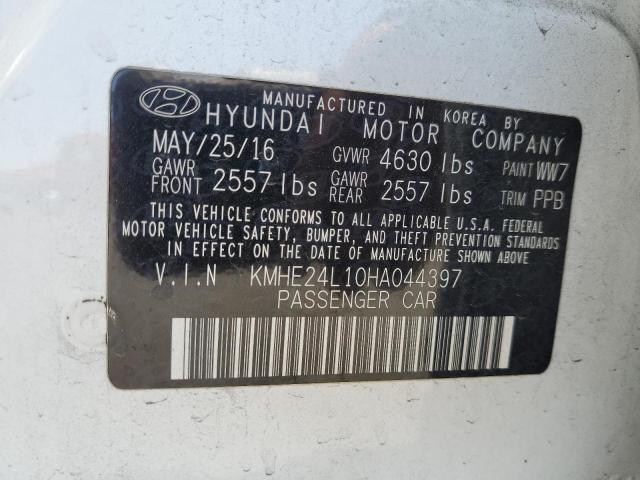 MANUFACTURED IN KOREA BY
HYUNDAI MOTOR COMPANY
MAY/25/16 GVWR 4630 lbs PAINT WW7
GAWR FRONT 2557 lbs GAWR REAR 2557 lbs TRIM PPB
THIS VEHICLE CONFORMS TO ALL APPLICABLE U.S.A. FEDERAL
MOTOR VEHICLE SAFETY, BUMPER, AND THEFT PREVENTION STANDARDS
IN EFFECT ON THE DATE OF MANUFACTURE SHOWN ABOVE
V.I.N KMHE24L10HA044397
PASSENGER CAR